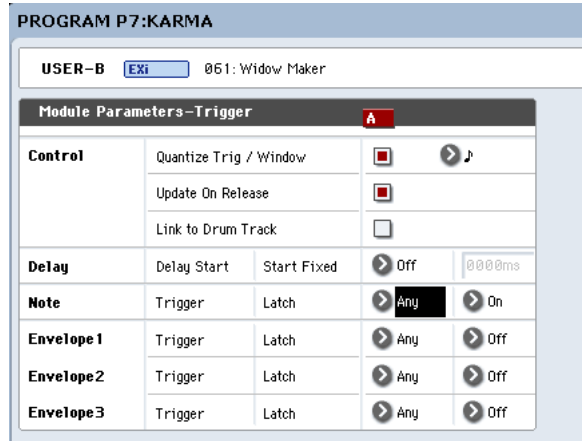 PROGRAM P7:KARMA
USER-B EXi 061: Widow Maker
Module Parameters-Trigger A
Control Quantize Trig / Window ♪
Update On Release
Link to Drum Track
Delay Delay Start Start Fixed Off 0000ms
Note Trigger Latch Any On
Envelope1 Trigger Latch Any Off
Envelope2 Trigger Latch Any Off
Envelope3 Trigger Latch Any Off